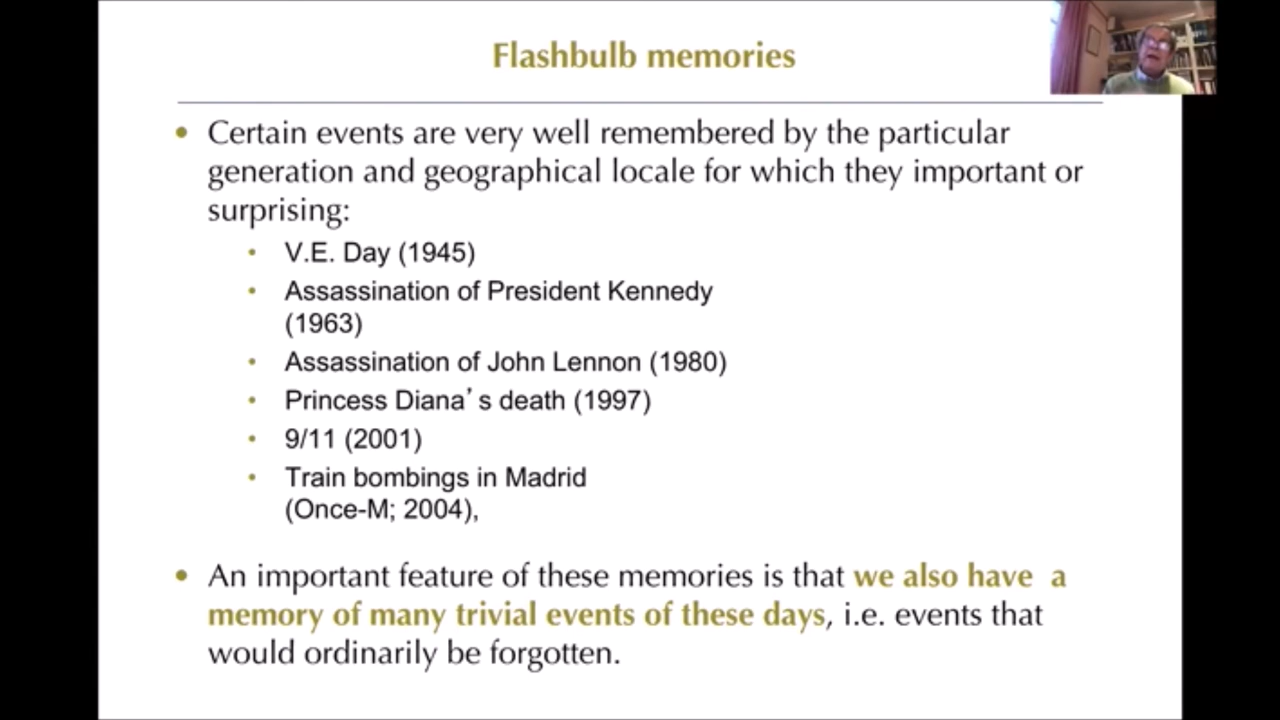 Flashbulb memories
• Certain events are very well remembered by the particular
generation and geographical locale for which they important or
surprising:
• V.E. Day (1945)
• Assassination of President Kennedy
(1963)
• Assassination of John Lennon (1980)
• Princess Diana’s death (1997)
• 9/11 (2001)
• Train bombings in Madrid
(Once-M; 2004),
• An important feature of these memories is that we also have a
memory of many trivial events of these days, i.e. events that
would ordinarily be forgotten.